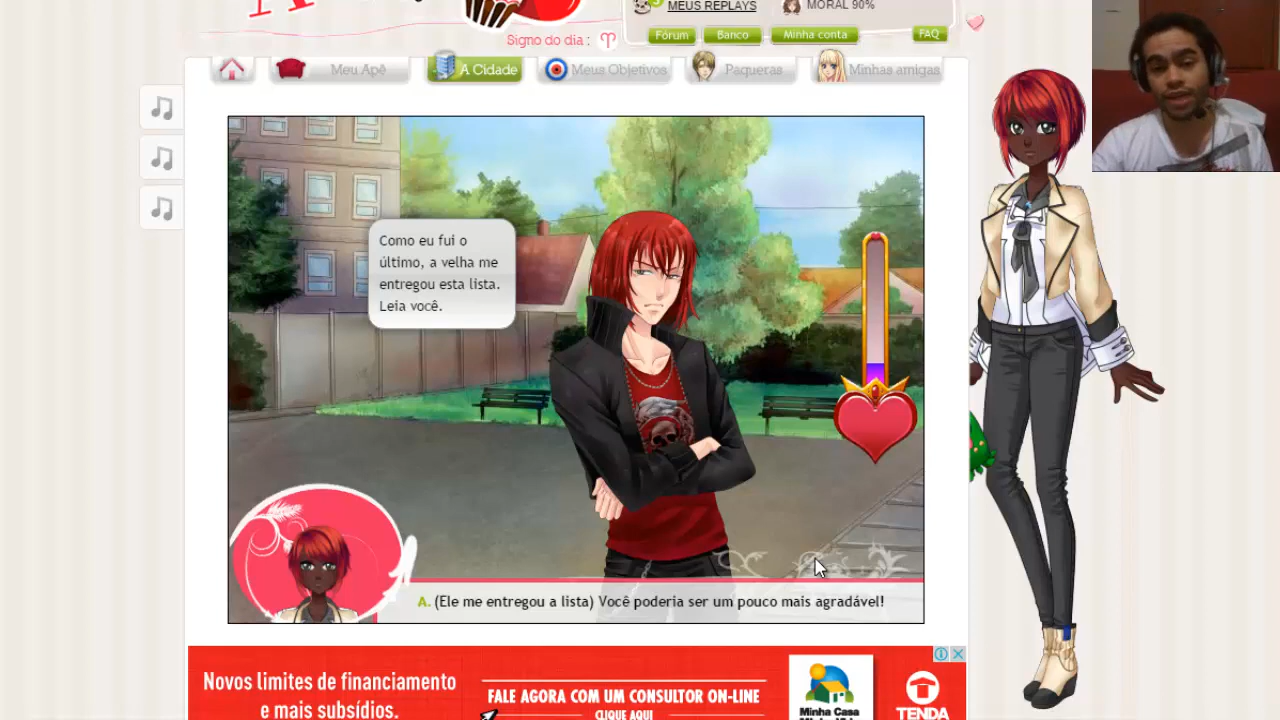 MEUS REPLAYS
MORAL 90%
Signo do dia :
Fórum
Banco
Minha conta
FAQ
Meu Apê
A Cidade
Meus Objetivos
Paqueras
Minhas amigas
Como eu fui o
último, a velha me
entregou esta lista.
Leia você.
A. (Ele me entregou a lista) Você poderia ser um pouco mais agradável!
Novos limites de financiamento
e mais subsídios.
FALE AGORA COM UM CONSULTOR ON-LINE
CLIQUE AQUI
Minha Casa
TENDA